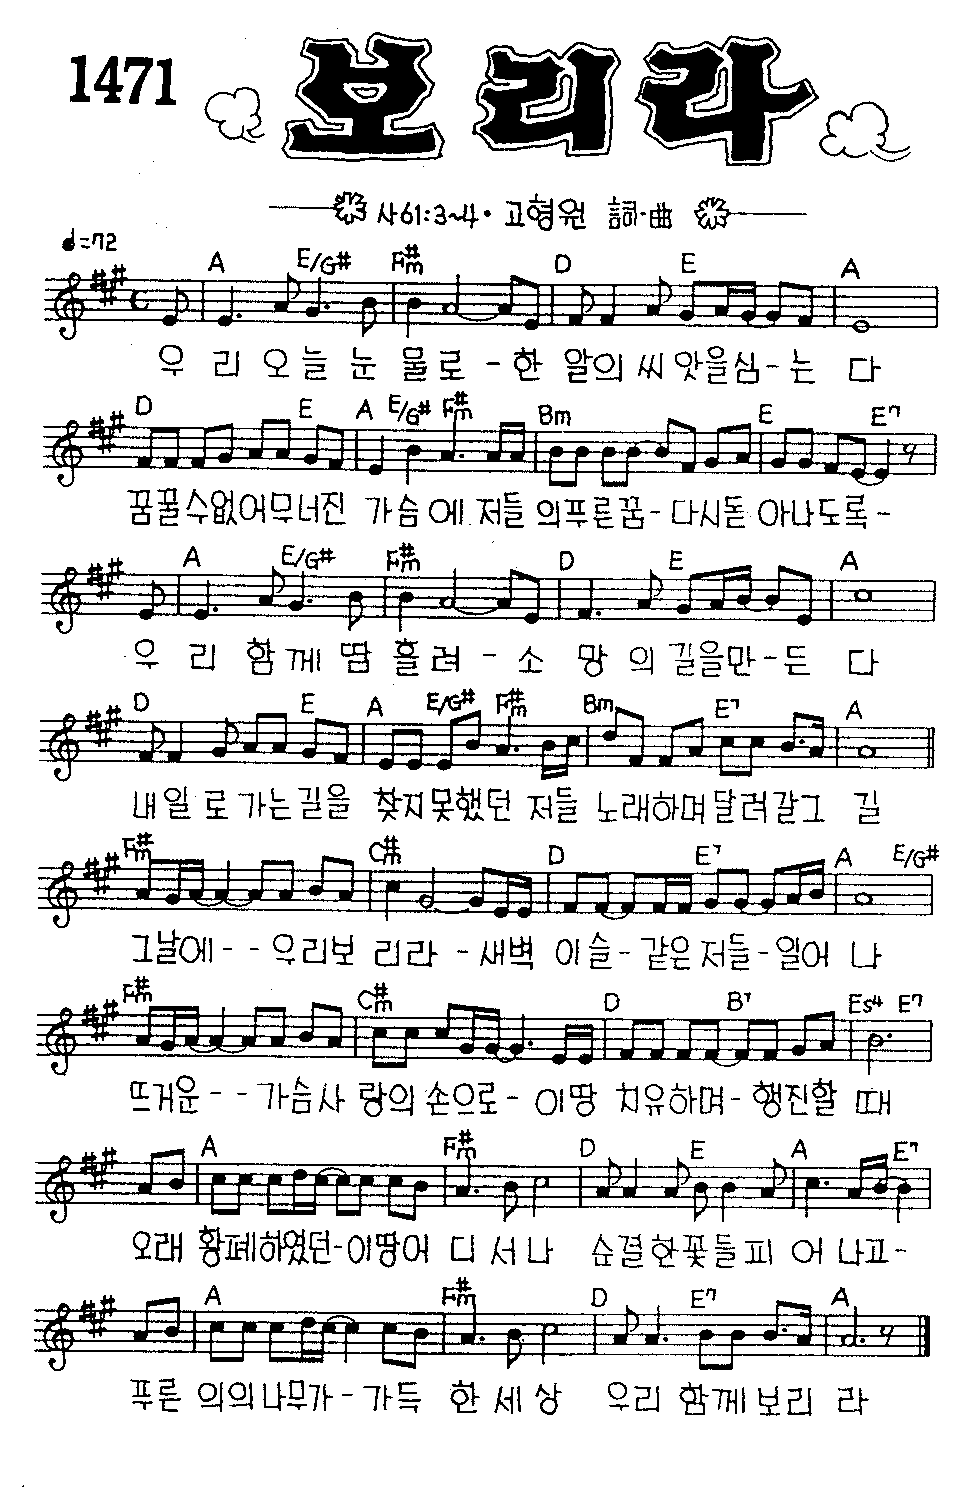 1471
보리라
사61:3~4· 고형원 詞·曲
♩=72
A E/G# F#m D E A
우 리 오 늘 눈 물 로 - 한 알의 씨 앗을심-는 다
D E A E/G# F#m Bm E E7
꿈꿀수없어무너진 가슴에 저들 의푸른꿈-다시돋 아나도록-
A E/G# F#m D E A
우 리 함 께 땀 흘 려 - 소 망 의 길을만-든 다
D E A E/G# F#m Bm E7 A
내일 로 가는길을 찾지못했던 저들 노래하며달려갈그 길
F#m C#m D E7 A E/G#
그날에- -우리보 리라 -새벽 이슬-같은저들-일어 나
F#m C#m D B7 Es4 E7
뜨거운- -가슴사 랑의 손으로- 이땅 치유하며-행진할 때
A F#m D E A E7
오래 황폐하였던-이땅어 디 서 나 순결한꽃들피 어 나고-
A F#m D E7 A
푸른 의의나무가-가득 한 세 상 우리 함께보리 라